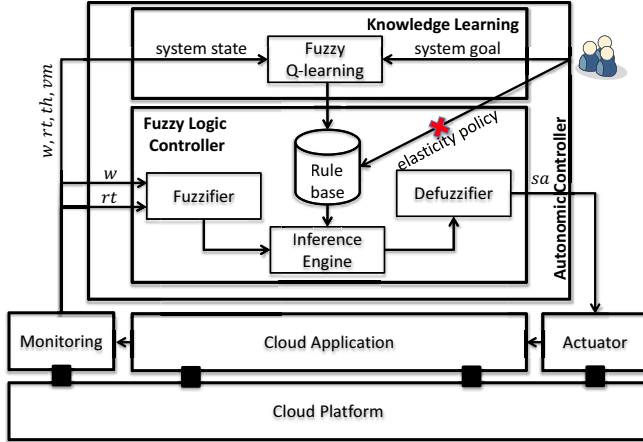 Knowledge Learning
system state
Fuzzy
Q-learning
system goal
w, rt, th, vm
Fuzzy Logic
Controller
elasticity policy
Rule
base
w
rt
Fuzzifier
Defuzzifier
sa
Autonomic Controller
Inference
Engine
Monitoring
Cloud Application
Actuator
Cloud Platform